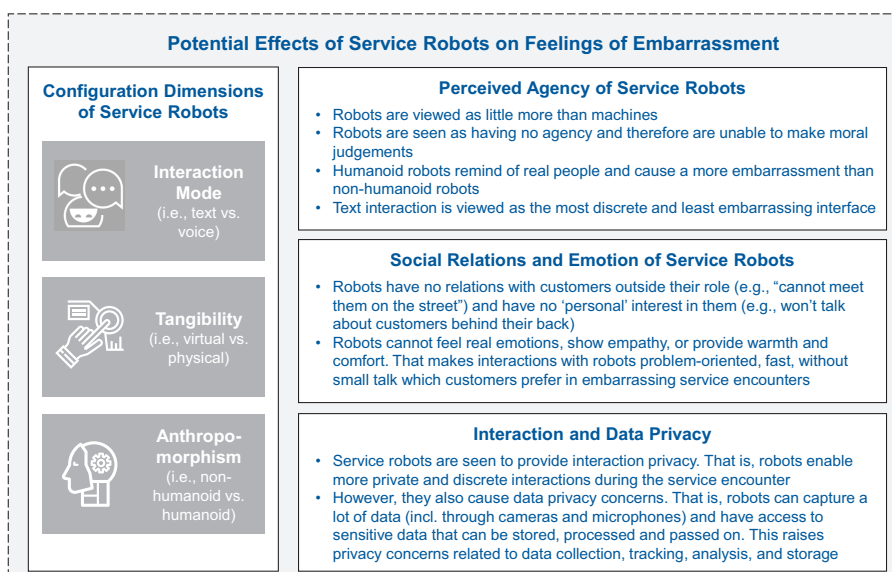 Potential Effects of Service Robots on Feelings of Embarrassment
Configuration Dimensions
of Service Robots
Interaction
Mode
(i.e., text vs.
voice)
Tangibility
(i.e., virtual vs.
physical)
Anthropo-
morphism
(i.e., non-
humanoid vs.
humanoid)
Perceived Agency of Service Robots
• Robots are viewed as little more than machines
• Robots are seen as having no agency and therefore are unable to make moral
judgements
• Humanoid robots remind of real people and cause a more embarrassment than
non-humanoid robots
• Text interaction is viewed as the most discrete and least embarrassing interface
Social Relations and Emotion of Service Robots
• Robots have no relations with customers outside their role (e.g., “cannot meet
them on the street”) and have no ‘personal’ interest in them (e.g., won’t talk
about customers behind their back)
• Robots cannot feel real emotions, show empathy, or provide warmth and
comfort. That makes interactions with robots problem-oriented, fast, without
small talk which customers prefer in embarrassing service encounters
Interaction and Data Privacy
• Service robots are seen to provide interaction privacy. That is, robots enable
more private and discrete interactions during the service encounter
• However, they also cause data privacy concerns. That is, robots can capture a
lot of data (incl. through cameras and microphones) and have access to
sensitive data that can be stored, processed and passed on. This raises
privacy concerns related to data collection, tracking, analysis, and storage